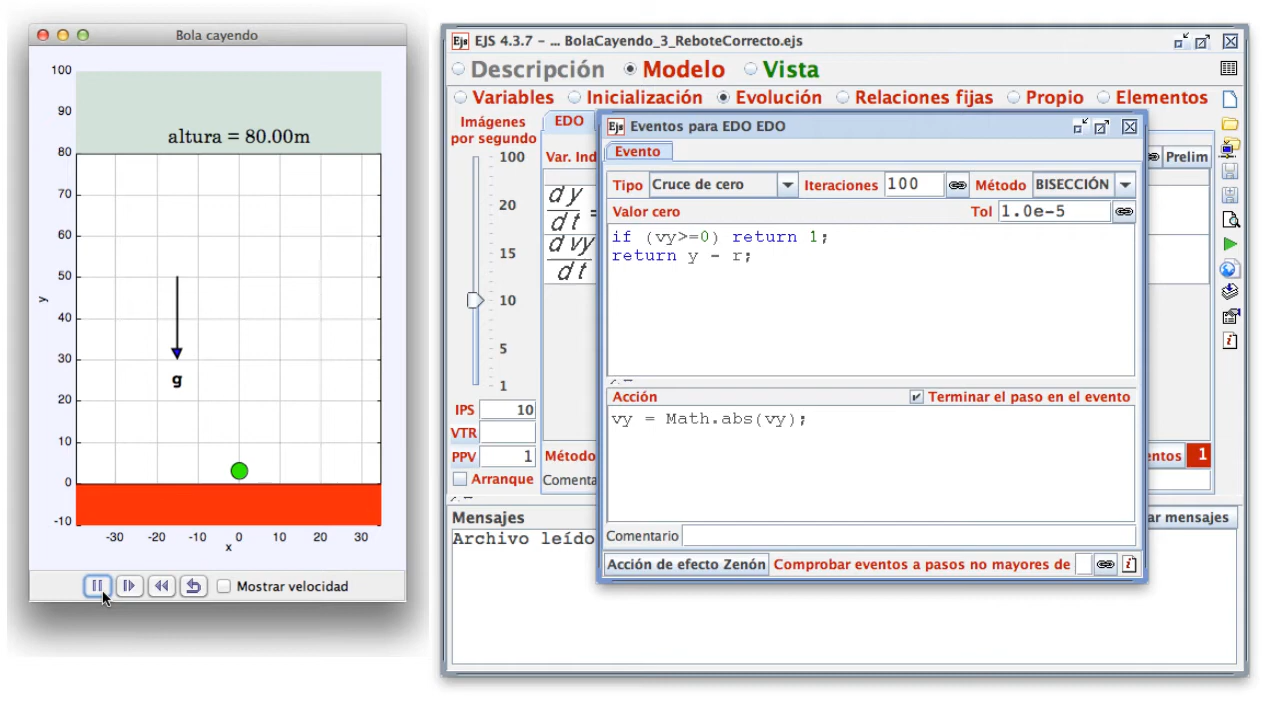 Bola cayendo
100
90
altura = 80.00m
80
70
60
50
y
40
30
g
20
10
0
-10
-30 -20 -10 0 10 20 30
x
Mostrar velocidad
Ejs EJS 4.3.7 - ... BolaCayendo_3_ReboteCorrecto.ejs
Descripción Modelo Vista
Variables Inicialización Evolución Relaciones fijas Propio Elementos
Imágenes
por segundo
100
20
15
10
5
1
IPS 10
VTR
PPV 1
Arranque
EDO
Var. Ind
Prelim
d y
d t
=
d vy
d t
Método
entos 1
Comenta
Ejs Eventos para EDO EDO
Evento
Tipo Cruce de cero Iteraciones 100 Método BISECCIÓN
Valor cero Tol 1.0e-5
if (vy>=0) return 1;
return y - r;
Acción Terminar el paso en el evento
vy = Math.abs(vy);
Comentario
Acción de efecto Zenón Comprobar eventos a pasos no mayores de
Mensajes
ar mensajes
Archivo leído